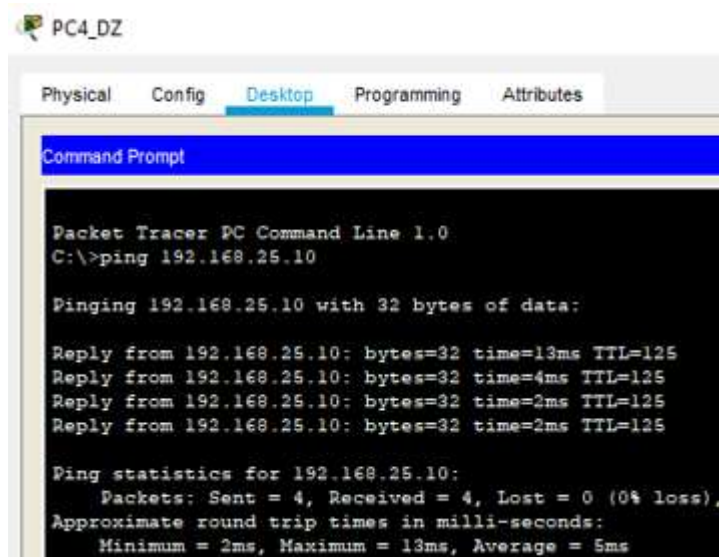 PC4_DZ
Physical Config Desktop Programming Attributes
Command Prompt
Packet Tracer PC Command Line 1.0
C:\>ping 192.168.25.10
Pinging 192.168.25.10 with 32 bytes of data:
Reply from 192.168.25.10: bytes=32 time=13ms TTL=125
Reply from 192.168.25.10: bytes=32 time=4ms TTL=125
Reply from 192.168.25.10: bytes=32 time=2ms TTL=125
Reply from 192.168.25.10: bytes=32 time=2ms TTL=125
Ping statistics for 192.168.25.10:
Packets: Sent = 4, Received = 4, Lost = 0 (0% loss),
Approximate round trip times in milli-seconds:
Minimum = 2ms, Maximum = 13ms, Average = 5ms